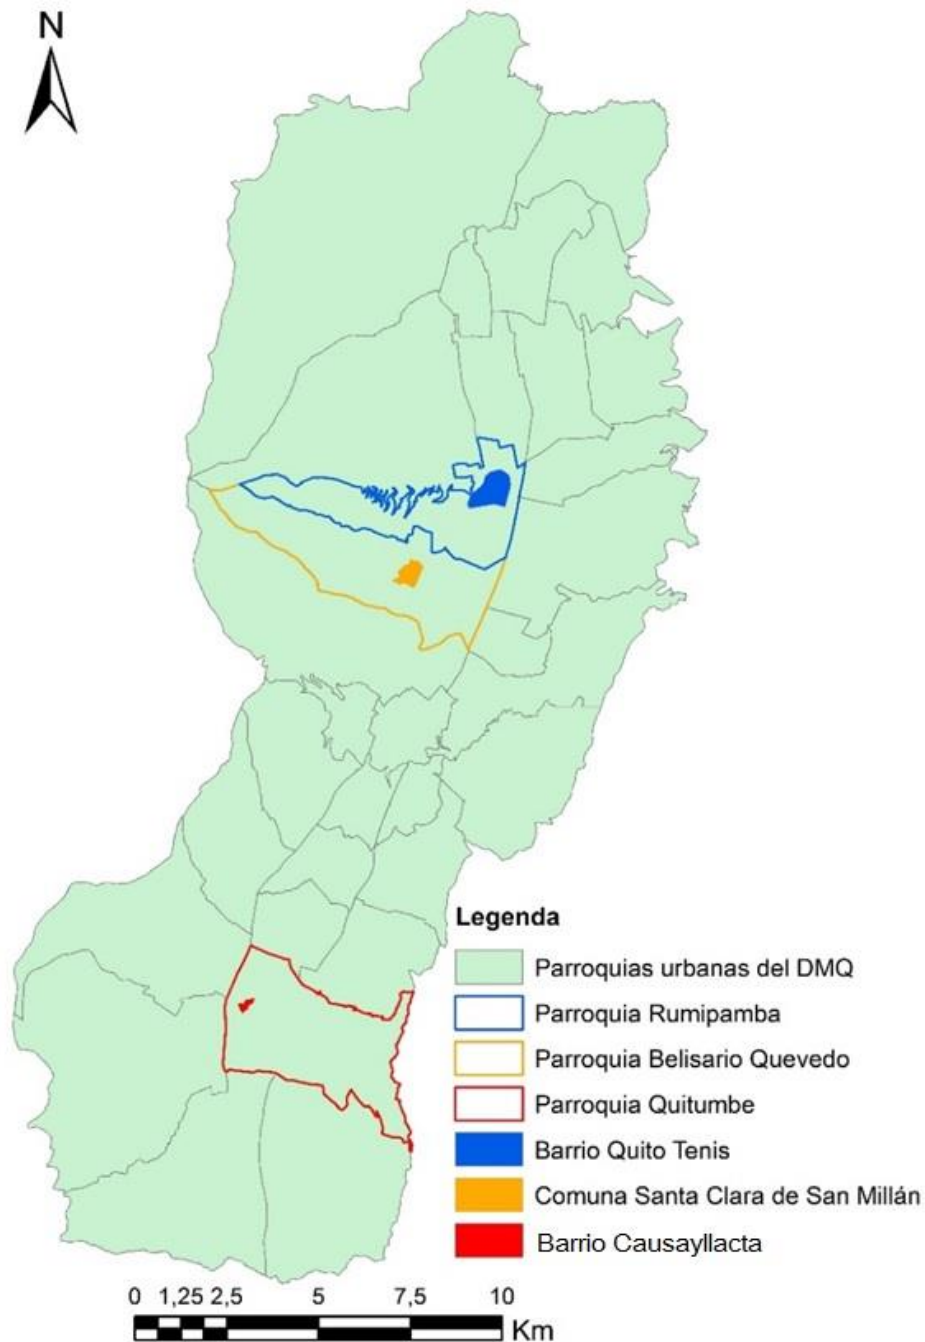 N
Legenda
Parroquias urbanas del DMQ
Parroquia Rumipamba
Parroquia Belisario Quevedo
Parroquia Quitumbe
Barrio Quito Tenis
Comuna Santa Clara de San Millán
Barrio Causayllacta
0 1,25 2,5 5 7,5 10
Km